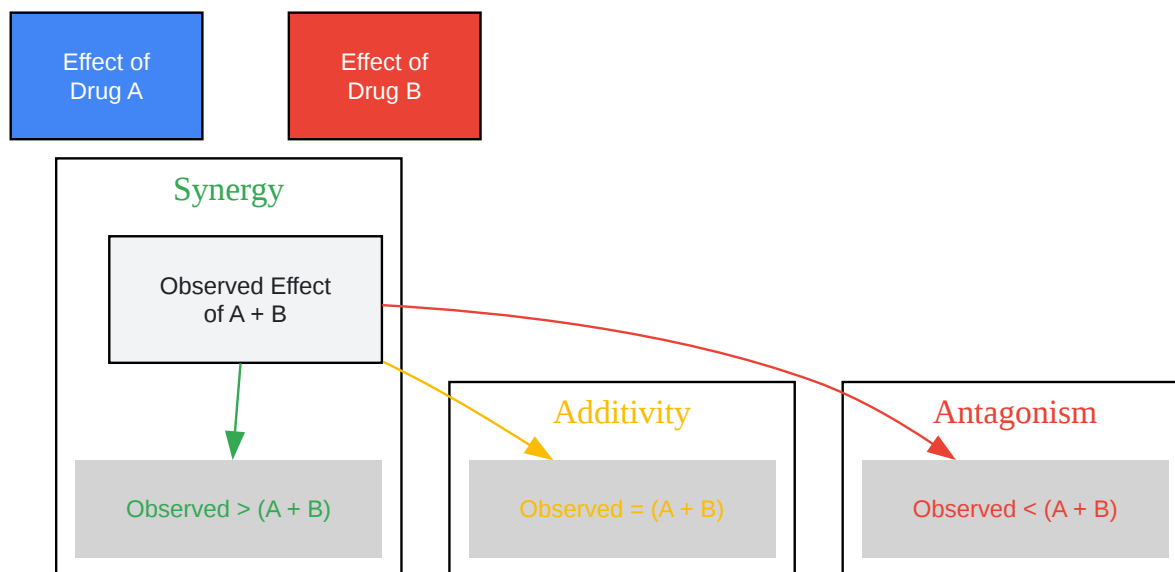 Effect of
Drug A
Effect of
Drug B
Synergy
Observed Effect
of A + B
Additivity
Antagonism
Observed > (A + B)
Observed = (A + B)
Observed < (A + B)